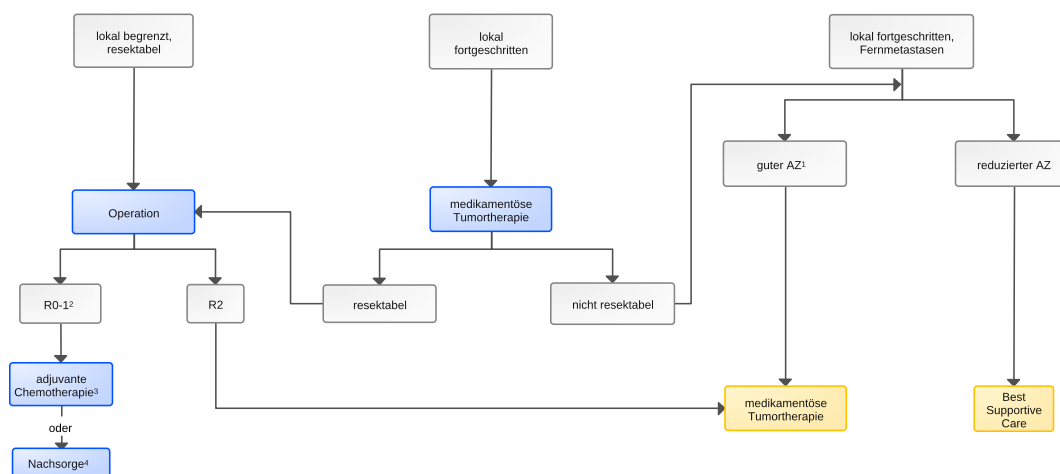 lokal begrenzt,
resektabel
lokal
fortgeschritten
lokal fortgeschritten,
Fernmetastasen
guter AZ¹
reduzierter AZ
Operation
medikamentöse
Tumortherapie
R0-1²
R2
resektabel
nicht resektabel
adjuvante
Chemotherapie³
oder
Nachsorge⁴
medikamentöse
Tumortherapie
Best
Supportive
Care